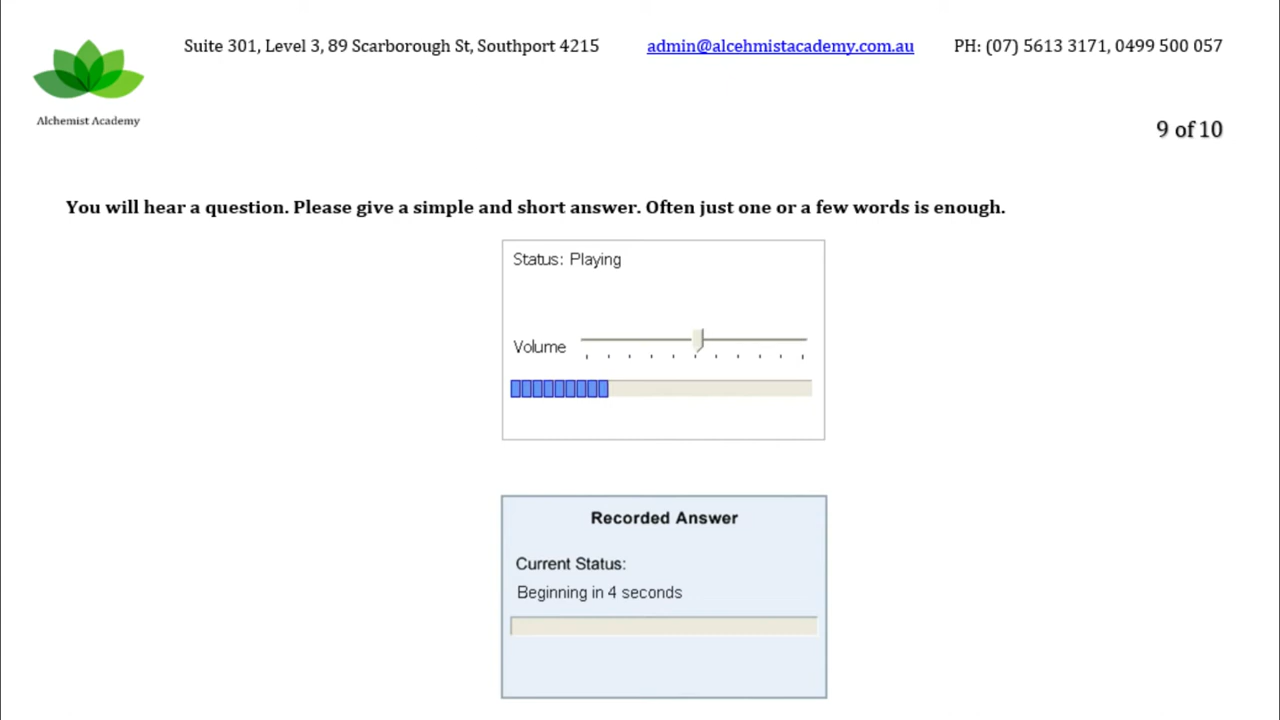 Suite 301, Level 3, 89 Scarborough St, Southport 4215 admin@alcehmistacademy.com.au PH: (07) 5613 3171, 0499 500 057
Alchemist Academy
9 of 10
You will hear a question. Please give a simple and short answer. Often just one or a few words is enough.
Status: Playing
Volume
Recorded Answer
Current Status:
Beginning in 4 seconds